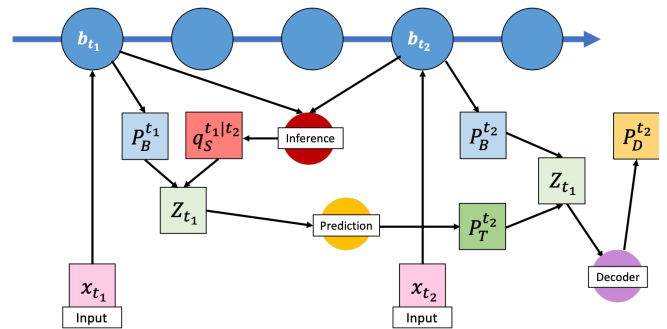 b_{t_1}
b_{t_2}
P_B^{t_1}
q_S^{t_1|t_2}
Inference
P_B^{t_2}
P_D^{t_2}
Z_{t_1}
Z_{t_1}
Prediction
P_T^{t_2}
x_{t_1}
Input
x_{t_2}
Input
Decoder